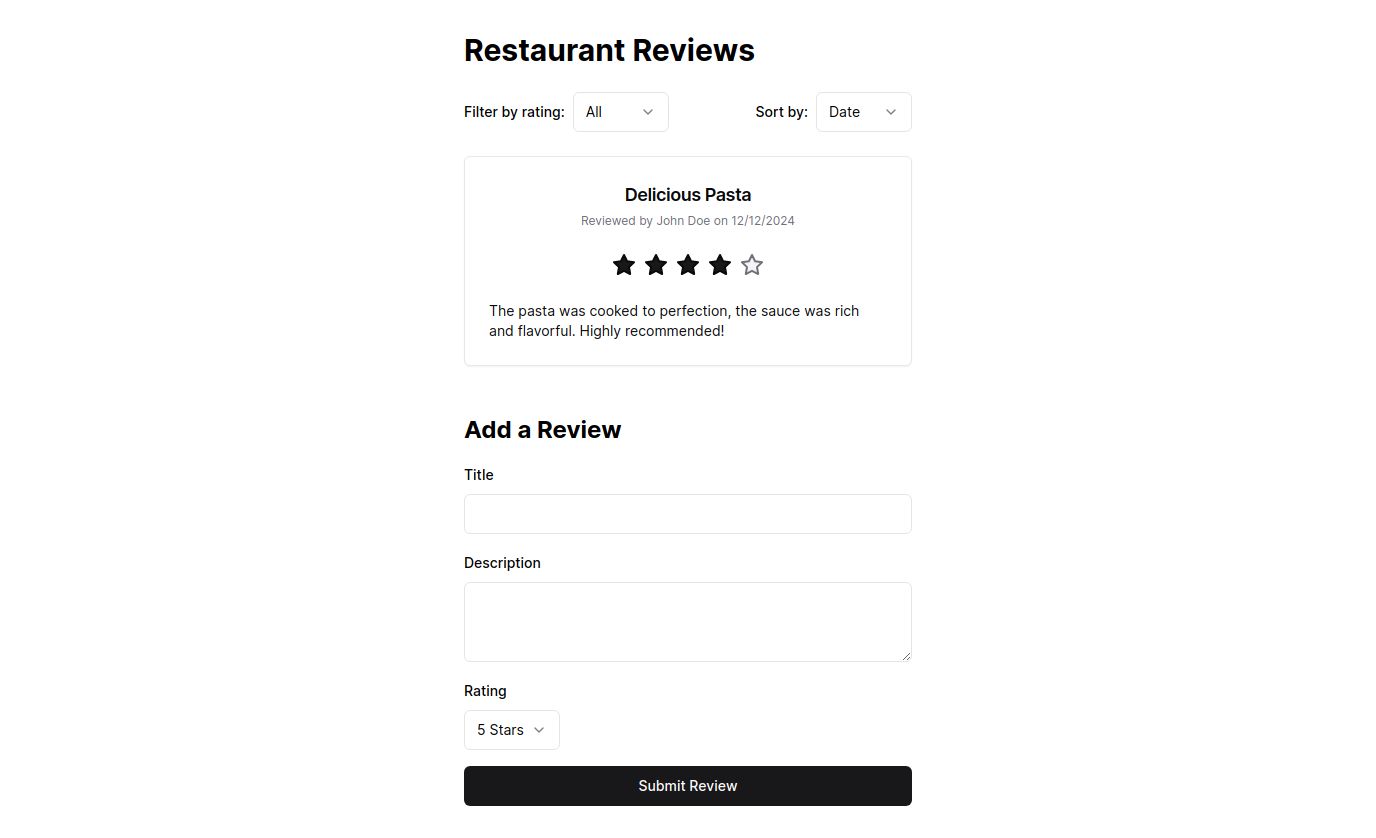 Restaurant Reviews
Filter by rating: All Sort by: Date
Delicious Pasta
Reviewed by John Doe on 12/12/2024
The pasta was cooked to perfection, the sauce was rich
and flavorful. Highly recommended!
Add a Review
Title
Description
Rating
5 Stars
Submit Review